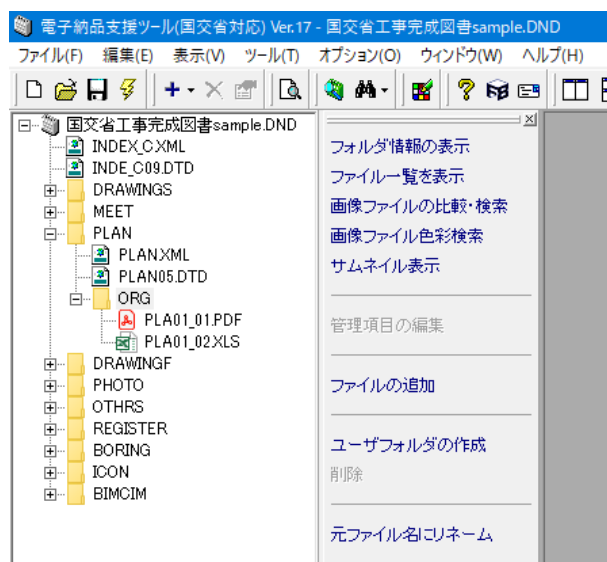 電子納品支援ツール(国交省対応) Ver.17 - 国交省工事完成図書sample.DND
ファイル(F) 編集(E) 表示(V) ツール(T) オプション(O) ウィンドウ(W) ヘルプ(H)
国交省工事完成図書sample.DND
INDEX_C.XML
INDE_C09.DTD
DRAWINGS
MEET
PLAN
PLAN.XML
PLAN05.DTD
ORG
PLA01_01.PDF
PLA01_02.XLS
DRAWINGF
PHOTO
OTHRS
REGISTER
BORING
ICON
BIMCIM
フォルダ情報の表示
ファイル一覧を表示
画像ファイルの比較・検索
画像ファイル色彩検索
サムネイル表示
管理項目の編集
ファイルの追加
ユーザフォルダの作成
削除
元ファイル名にリネーム